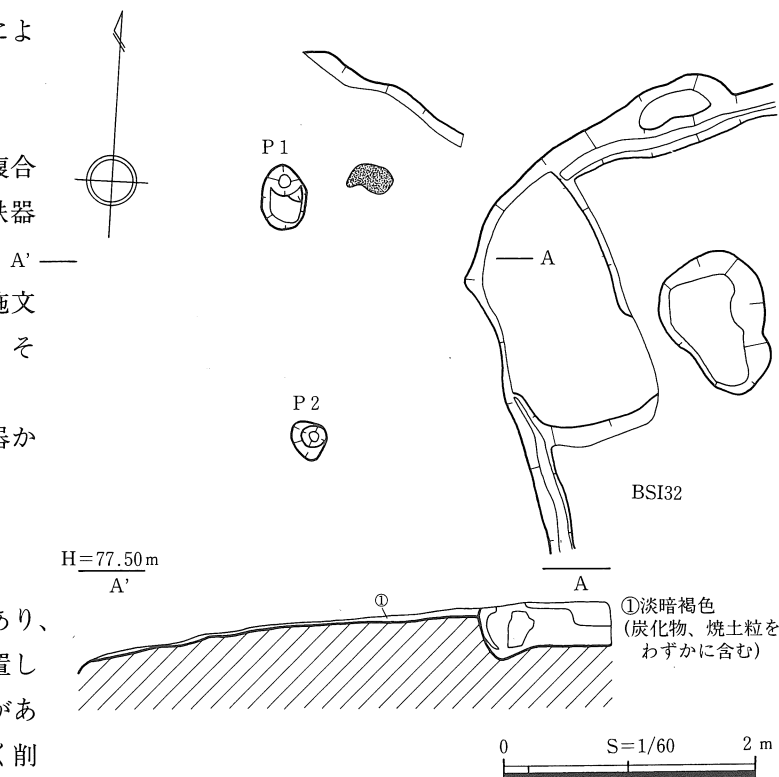 によ
複合
鉄器
施文
そ
器か
あり、
置し
があ
く削
P 1
A' A
P 2
BSI32
H=77.50m
A' A
①
①淡暗褐色
(炭化物、焼土粒を
わずかに含む)
0 S=1/60 2 m